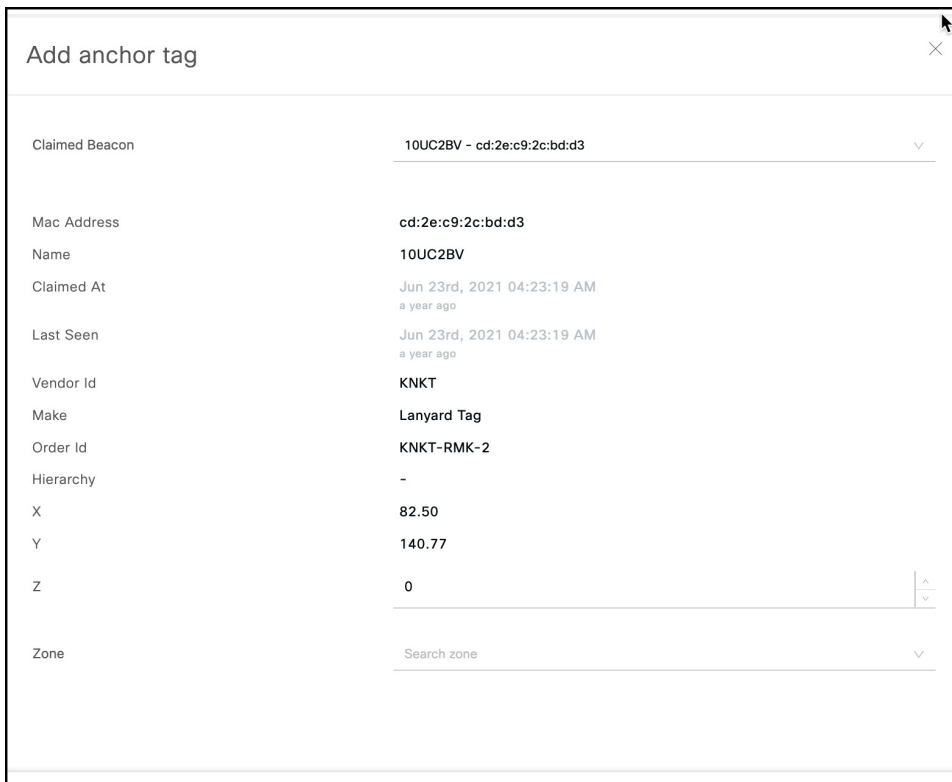 Add anchor tag
Claimed Beacon 10UC2BV - cd:2e:c9:2c:bd:d3
Mac Address cd:2e:c9:2c:bd:d3
Name 10UC2BV
Claimed At Jun 23rd, 2021 04:23:19 AM
a year ago
Last Seen Jun 23rd, 2021 04:23:19 AM
a year ago
Vendor Id KNKT
Make Lanyard Tag
Order Id KNKT-RMK-2
Hierarchy -
X 82.50
Y 140.77
Z 0
Zone Search zone